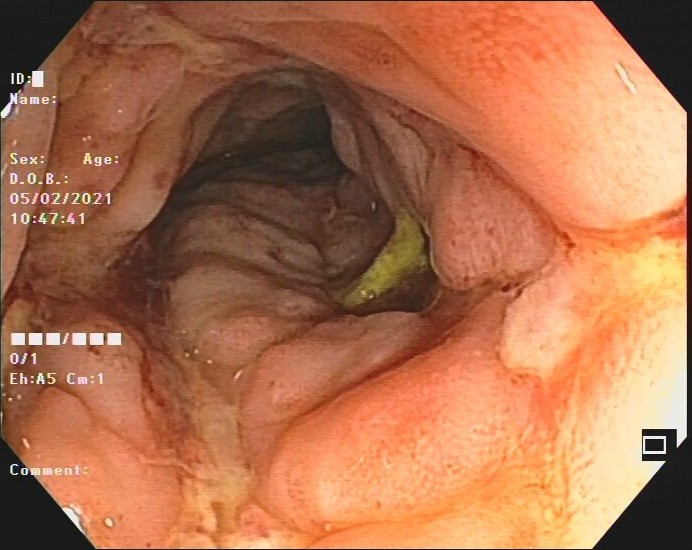 ID:
Name:
Sex: Age:
D.O.B.:
05/02/2021
10:47:41
■■■/■■■
0/1
Eh:A5 Cm:1
Comment: